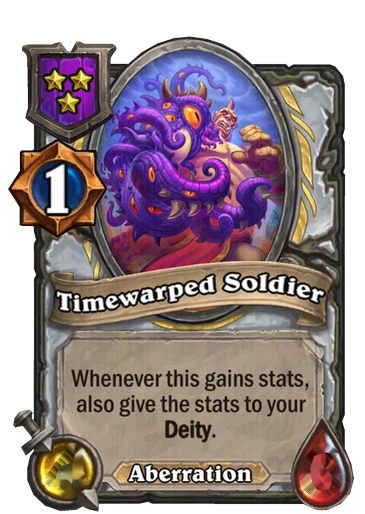 1
Timewarped Soldier
Whenever this gains stats,
also give the stats to your
Deity.
Aberration